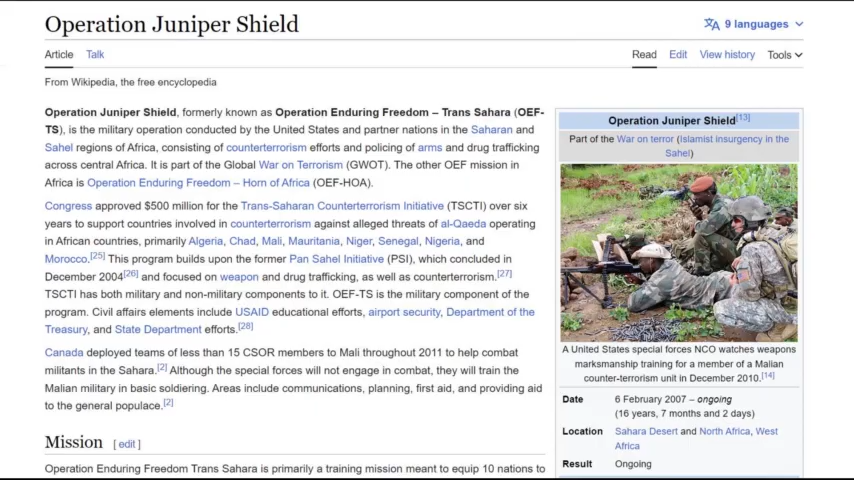 Operation Juniper Shield
9 languages
Article Talk
Read Edit View history Tools
From Wikipedia, the free encyclopedia
Operation Juniper Shield, formerly known as Operation Enduring Freedom – Trans Sahara (OEF-
TS), is the military operation conducted by the United States and partner nations in the Saharan and
Sahel regions of Africa, consisting of counterterrorism efforts and policing of arms and drug trafficking
across central Africa. It is part of the Global War on Terrorism (GWOT). The other OEF mission in
Africa is Operation Enduring Freedom – Horn of Africa (OEF-HOA).
Congress approved $500 million for the Trans-Saharan Counterterrorism Initiative (TSCTI) over six
years to support countries involved in counterterrorism against alleged threats of al-Qaeda operating
in African countries, primarily Algeria, Chad, Mali, Mauritania, Niger, Senegal, Nigeria, and
Morocco.[25] This program builds upon the former Pan Sahel Initiative (PSI), which concluded in
December 2004[26] and focused on weapon and drug trafficking, as well as counterterrorism.[27]
TSCTI has both military and non-military components to it. OEF-TS is the military component of the
program. Civil affairs elements include USAID educational efforts, airport security, Department of the
Treasury, and State Department efforts.[28]
Canada deployed teams of less than 15 CSOR members to Mali throughout 2011 to help combat
militants in the Sahara.[2] Although the special forces will not engage in combat, they will train the
Malian military in basic soldiering. Areas include communications, planning, first aid, and providing aid
to the general populace.[2]
Mission [ edit ]
Operation Enduring Freedom Trans Sahara is primarily a training mission meant to equip 10 nations to
Operation Juniper Shield[13]
Part of the War on terror (Islamist insurgency in the
Sahel)
A United States special forces NCO watches weapons
marksmanship training for a member of a Malian
counter-terrorism unit in December 2010.[14]
Date 6 February 2007 – ongoing
(16 years, 7 months and 2 days)
Location Sahara Desert and North Africa, West
Africa
Result Ongoing